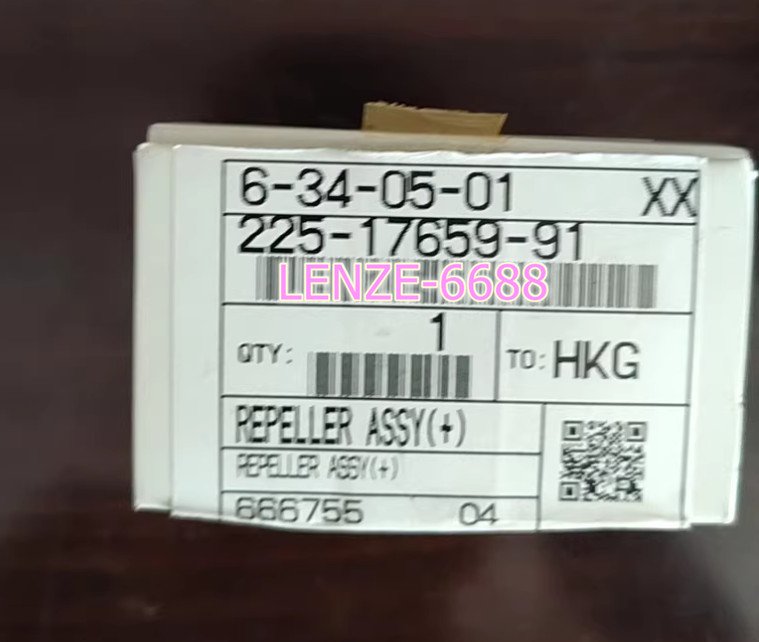 6-34-05-01 XX
225-17659-91
LENZE-6688
QTY: 1 TO: HKG
REPELLER ASSY(+)
REPELLER ASSY(+)
666755 04